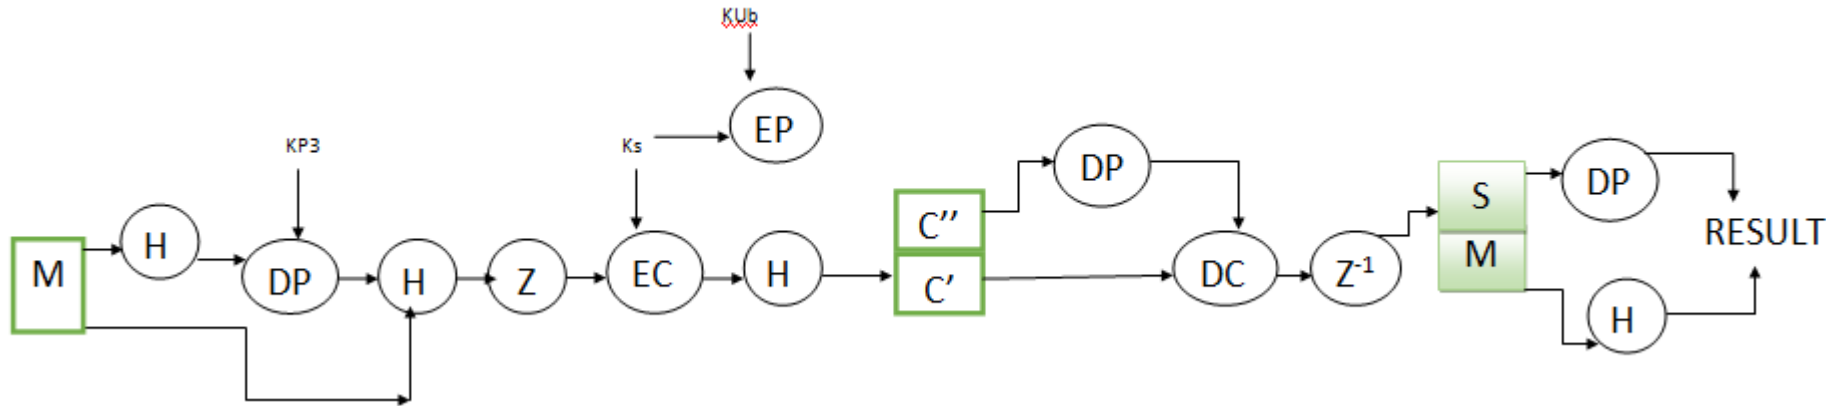 KUb
EP
KP3
Ks
M
H
DP
H
Z
EC
H
C’’
C’
DP
DC
Z-1
S
M
DP
H
RESULT